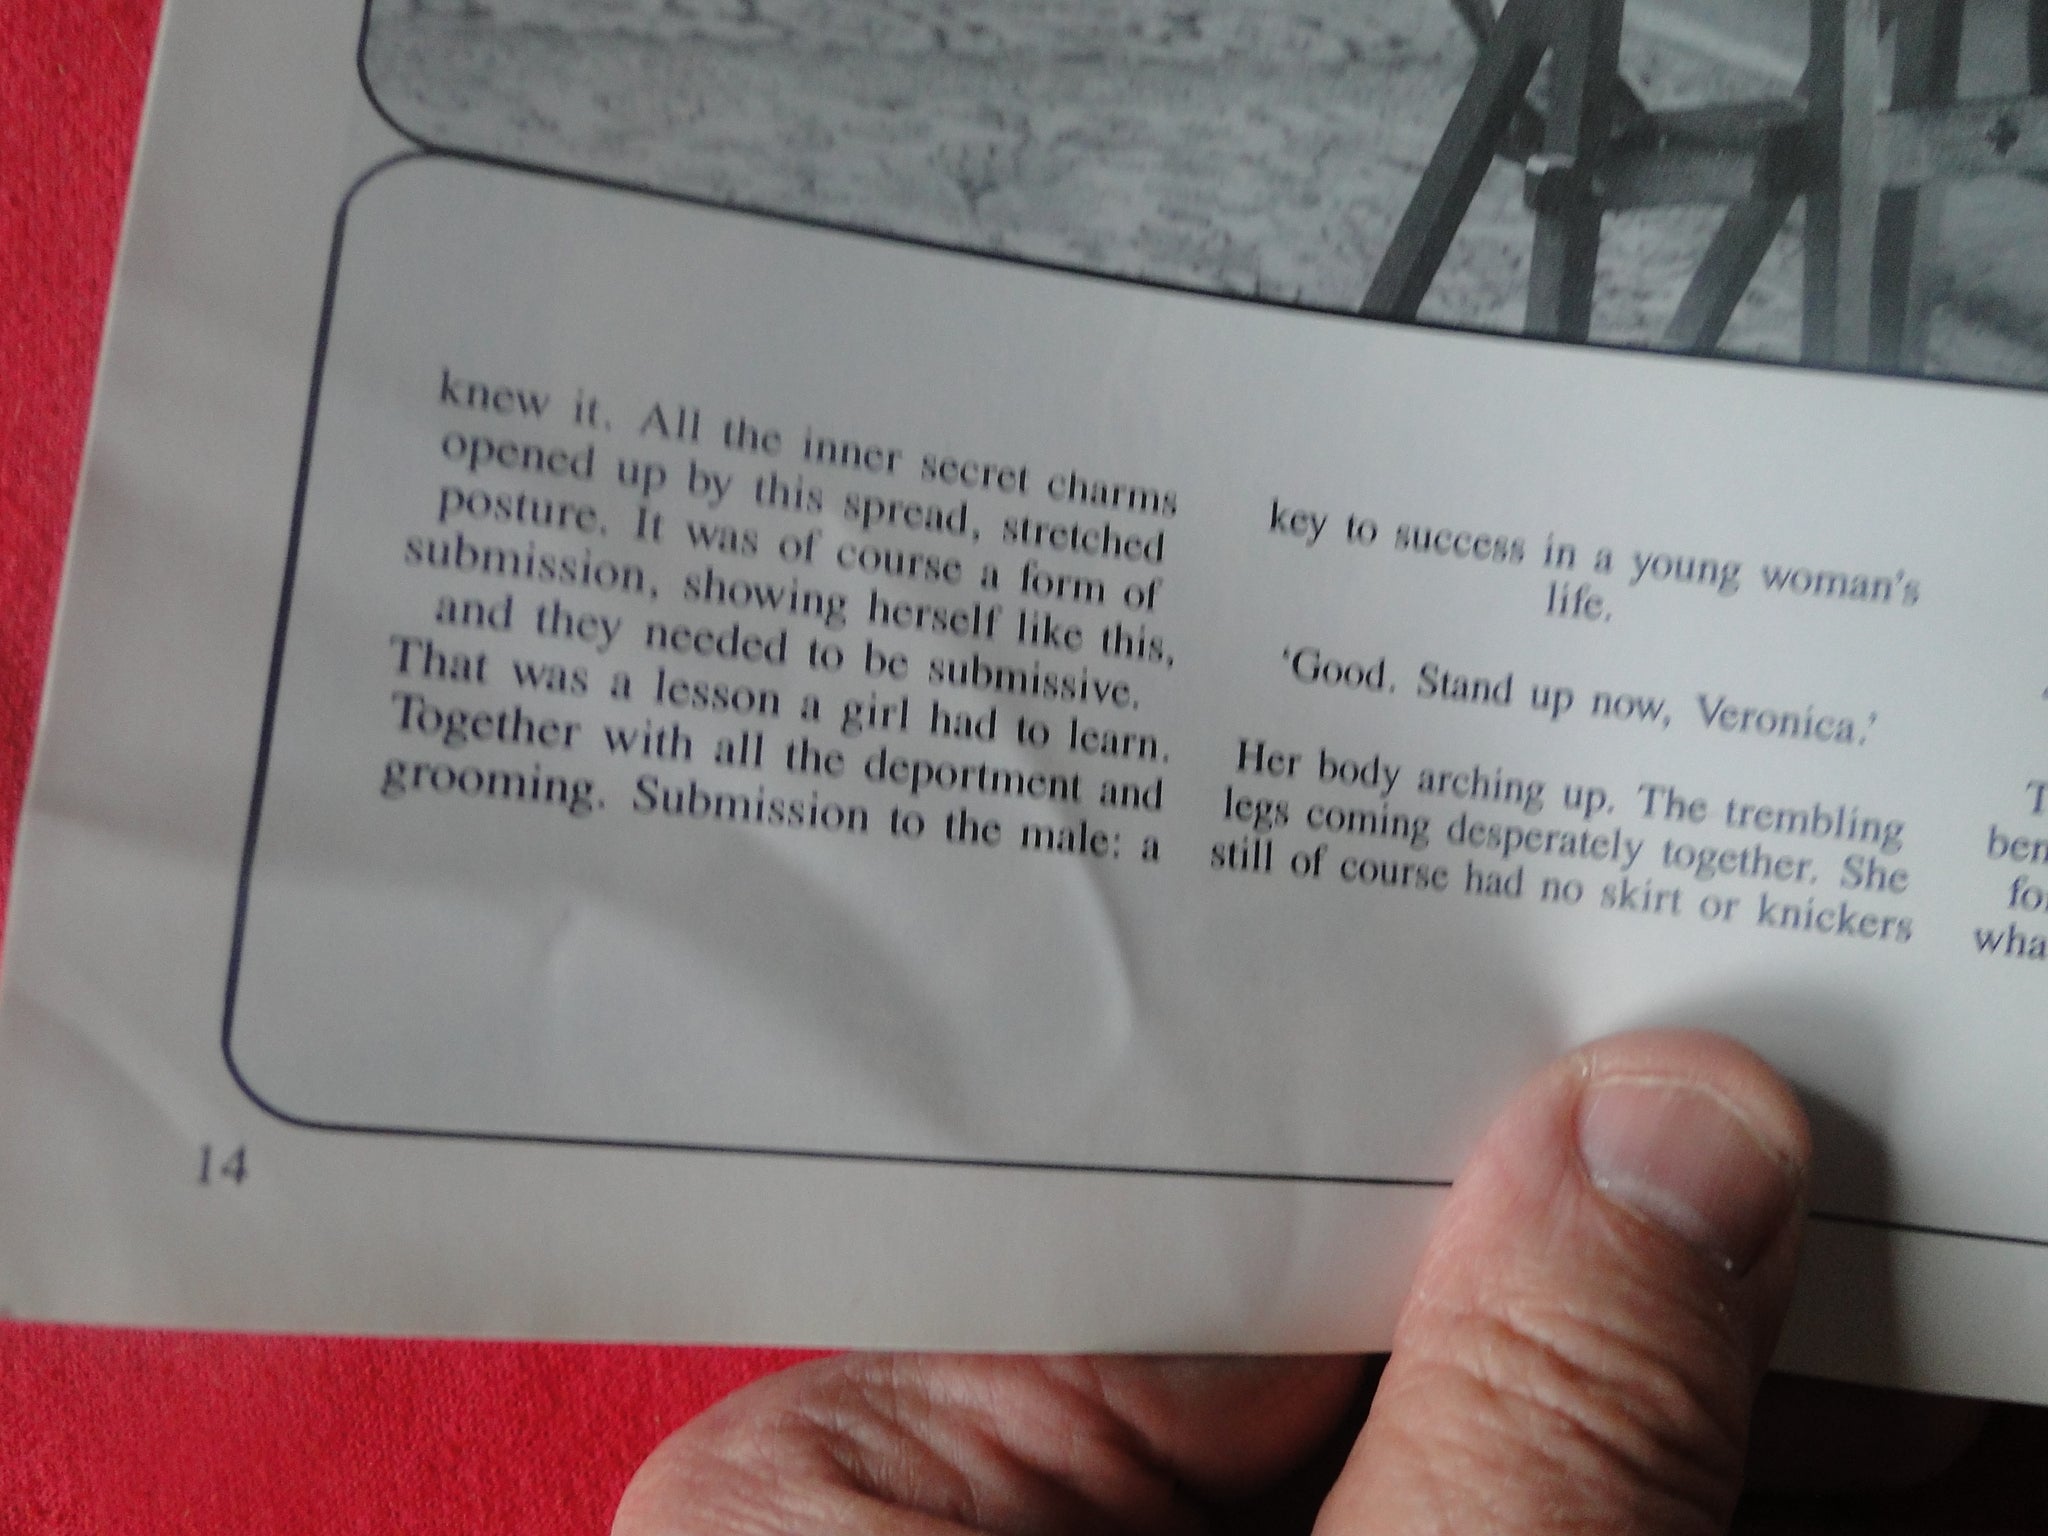 knew it. All the inner secret charms
opened up by this spread, stretched
posture. It was of course a form of
submission, showing herself like this,
and they needed to be submissive.
That was a lesson a girl had to learn.
Together with all the deportment and
grooming. Submission to the male: a
key to success in a young woman's
life.
'Good. Stand up now, Veronica.'
Her body arching up. The trembling
legs coming desperately together. She
still of course had no skirt or knickers
14